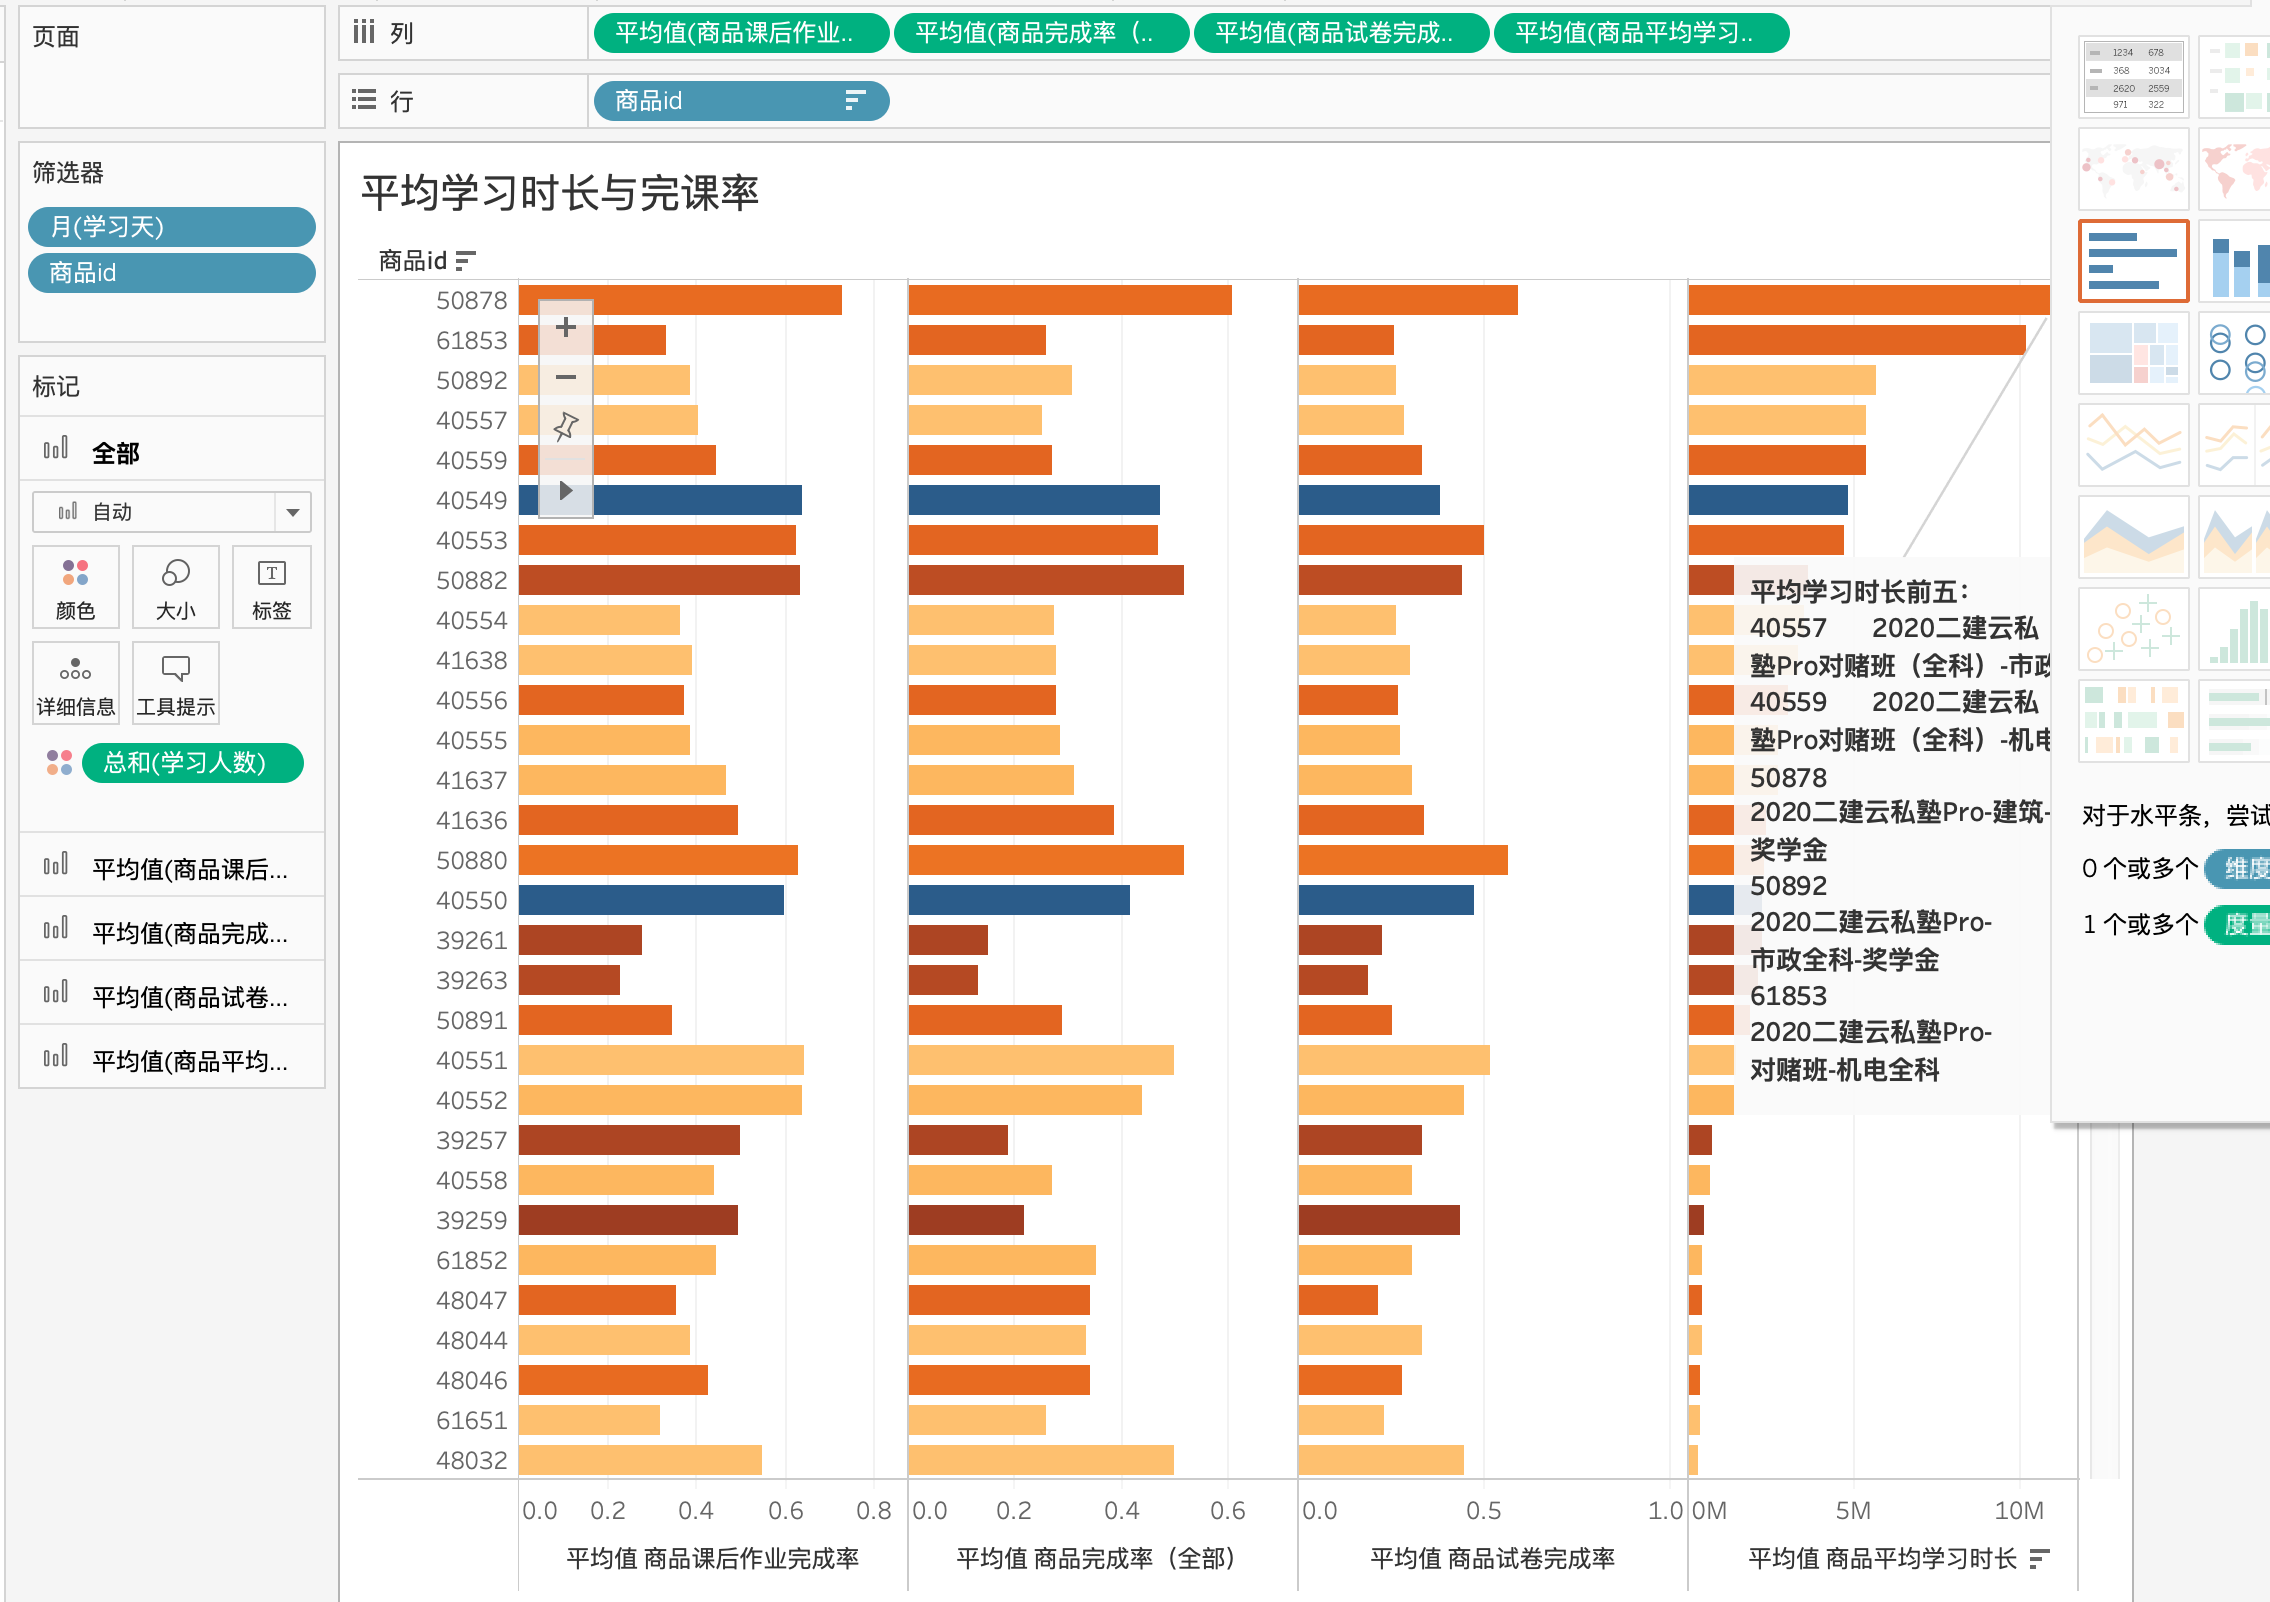 页面
列
平均值(商品课后作业..
平均值(商品完成率（..
平均值(商品试卷完成..
平均值(商品平均学习..
行
商品id
筛选器
月(学习天)
商品id
标记
全部
自动
颜色
大小
标签
详细信息
工具提示
总和(学习人数)
平均值(商品课后...
平均值(商品完成...
平均值(商品试卷...
平均值(商品平均...
平均学习时长与完课率
商品id
50878
61853
50892
40557
40559
40549
40553
50882
40554
41638
40556
40555
41637
41636
50880
40550
39261
39263
50891
40551
40552
39257
40558
39259
61852
48047
48044
48046
61651
48032
平均学习时长前五：
40557 2020二建云私
塾Pro对赌班（全科）-市政
40559 2020二建云私
塾Pro对赌班（全科）-机电
50878
2020二建云私塾Pro-建筑-
奖学金
50892
2020二建云私塾Pro-
市政全科-奖学金
61853
2020二建云私塾Pro-
对赌班-机电全科
0.0 0.2 0.4 0.6 0.8
0.0 0.2 0.4 0.6
0.0 0.5 1.0
0M 5M 10M
平均值 商品课后作业完成率
平均值 商品完成率（全部）
平均值 商品试卷完成率
平均值 商品平均学习时长
1234 678
368 3034
2620 2559
971 322
对于水平条，尝试
0 个或多个 维度
1 个或多个 度量